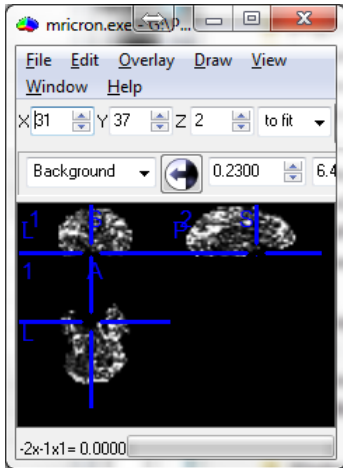 mricron.exe - G:\P...
File Edit Overlay Draw View
Window Help
X 31 Y 37 Z 2 to fit
Background 0.2300 6.4
1 S 2 S
L P
1 A
L
-2x-1x1= 0.0000